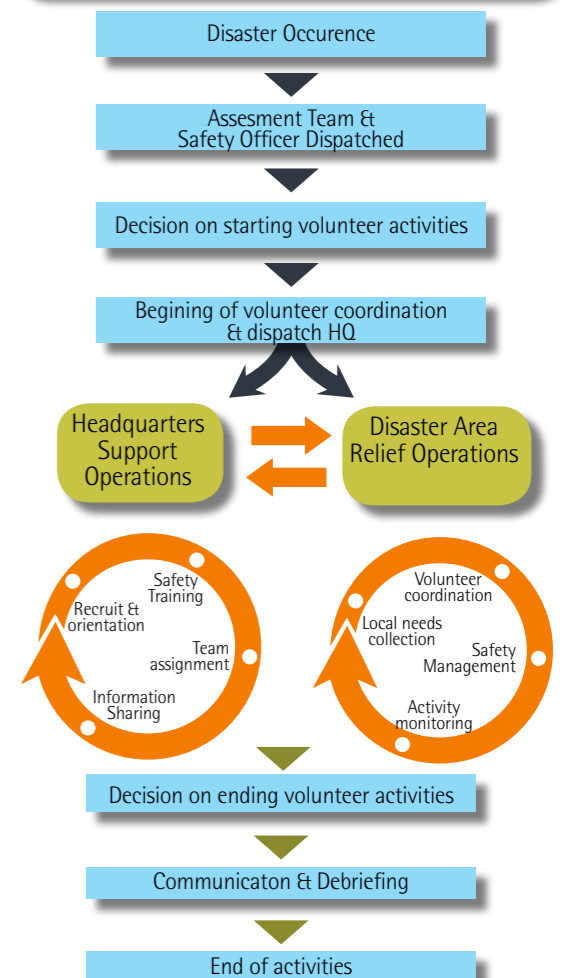 Disaster Occurence
Assesment Team &
Safety Officer Dispatched
Decision on starting volunteer activities
Begining of volunteer coordination
& dispatch HQ
Headquarters
Support
Operations
Disaster Area
Relief Operations
Safety
Training
Recruit &
orientation
Team
assignment
Information
Sharing
Volunteer
coordination
Local needs
collection
Safety
Management
Activity
monitoring
Decision on ending volunteer activities
Communicaton & Debriefing
End of activities